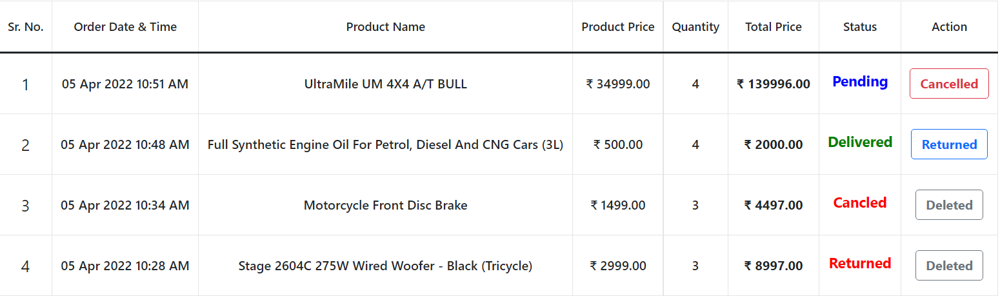 Sr. No. Order Date & Time Product Name Product Price Quantity Total Price Status Action
1 05 Apr 2022 10:51 AM UltraMile UM 4X4 A/T BULL ₹ 34999.00 4 ₹ 139996.00 Pending Cancelled
2 05 Apr 2022 10:48 AM Full Synthetic Engine Oil For Petrol, Diesel And CNG Cars (3L) ₹ 500.00 4 ₹ 2000.00 Delivered Returned
3 05 Apr 2022 10:34 AM Motorcycle Front Disc Brake ₹ 1499.00 3 ₹ 4497.00 Cancled Deleted
4 05 Apr 2022 10:28 AM Stage 2604C 275W Wired Woofer - Black (Tricycle) ₹ 2999.00 3 ₹ 8997.00 Returned Deleted